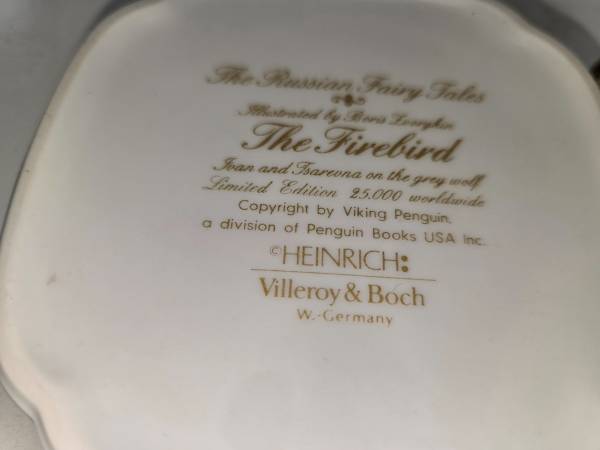 The Russian Fairy Tales
Illustrated by Boris Zvorykin
The Firebird
Ivan and Tsarevna on the grey wolf
Limited Edition 25.000 worldwide
Copyright by Viking Penguin,
a division of Penguin Books USA Inc.
©HEINRICH:
Villeroy & Boch
W.-Germany